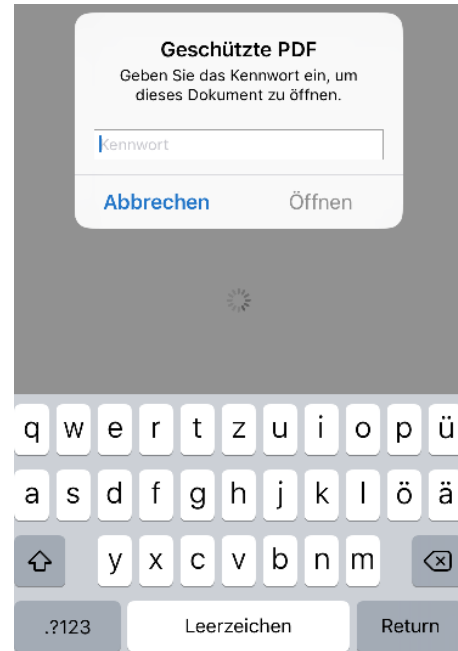 Geschützte PDF
Geben Sie das Kennwort ein, um
dieses Dokument zu öffnen.
Kennwort
Abbrechen Öffnen
q w e r t z u i o p ü
a s d f g h j k l ö ä
y x c v b n m
.?123 Leerzeichen Return